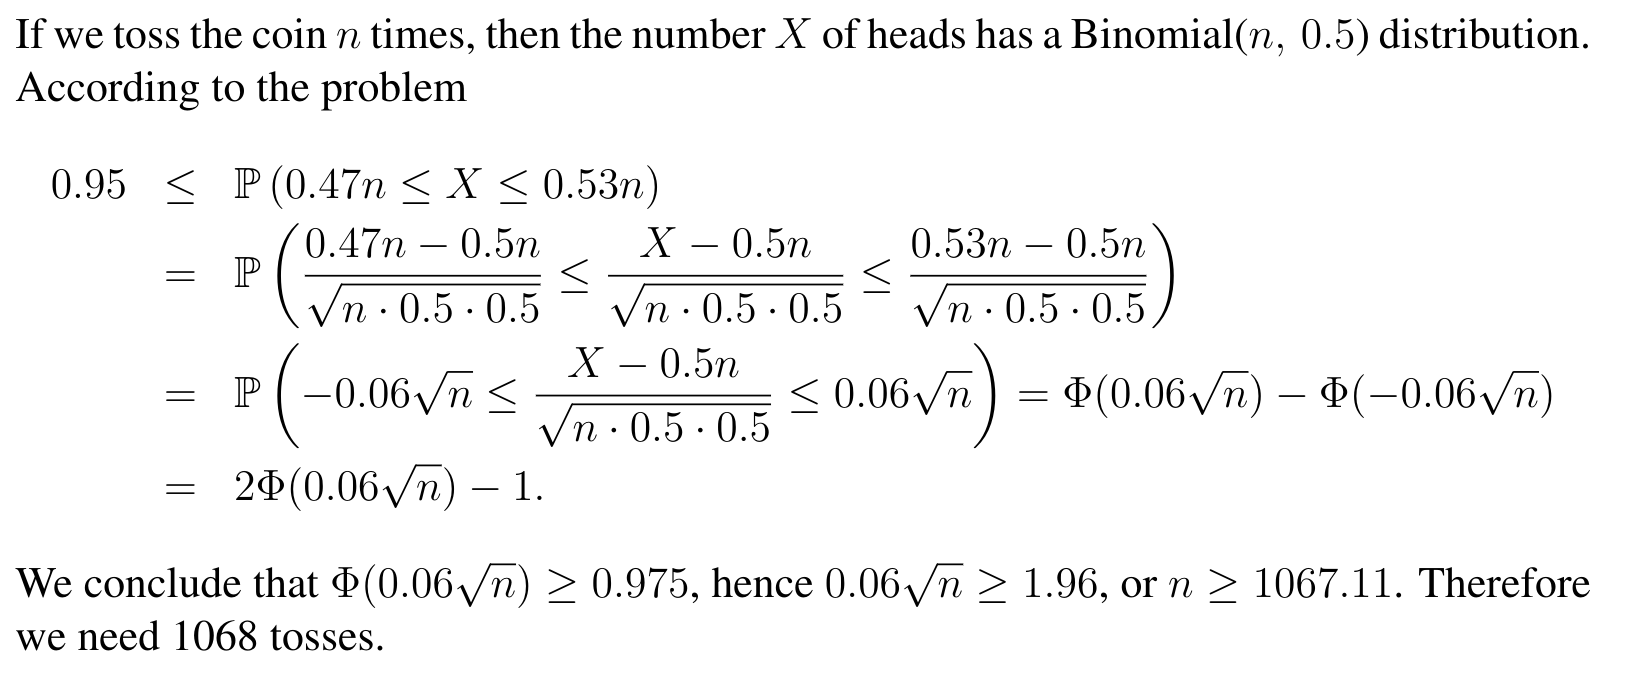 If we toss the coin n times, then the number X of heads has a Binomial(n, 0.5) distribution.
According to the problem
0.95 ≤ ℙ (0.47n ≤ X ≤ 0.53n)
= ℙ ( (0.47n − 0.5n)/√(n · 0.5 · 0.5) ≤ (X − 0.5n)/√(n · 0.5 · 0.5) ≤ (0.53n − 0.5n)/√(n · 0.5 · 0.5) )
= ℙ ( −0.06√n ≤ (X − 0.5n)/√(n · 0.5 · 0.5) ≤ 0.06√n ) = Φ(0.06√n) − Φ(−0.06√n)
= 2Φ(0.06√n) − 1.
We conclude that Φ(0.06√n) ≥ 0.975, hence 0.06√n ≥ 1.96, or n ≥ 1067.11. Therefore
we need 1068 tosses.